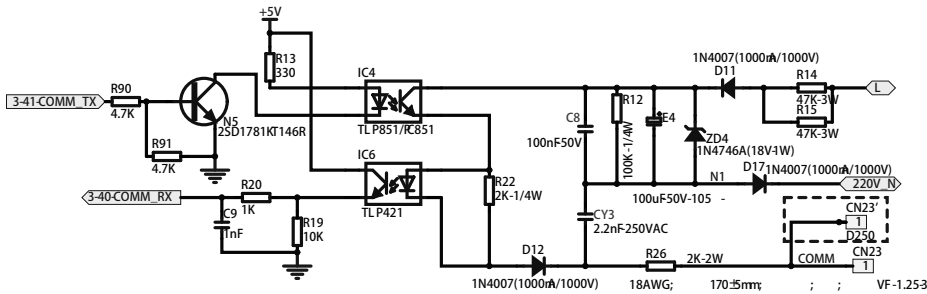 +5V
R13
330
IC4
TLP851/PC851
R90
4.7K
3-41-COMM_TX
N5
2SD1781KT146R
R91
4.7K
3-40-COMM_RX
R20
1K
C9
1nF
R19
10K
IC6
TLP421
R22
2K-1/4W
D12
1N4007(1000mA/1000V)
C8
100nF50V
R12
100K-1/4W
E4
100uF50V-105 -
1N4007(1000mA/1000V)
D11
ZD4
1N4746A(18V-1W)
R14
47K-3W
R15
47K-3W
L
N1
D17
1N4007(1000mA/1000V)
220V_N
CY3
2.2nF-250VAC
R26
2K-2W
COMM
CN23'
1
D250
CN23
1
18AWG; 170±5mm; ; ; VF-1.25-3